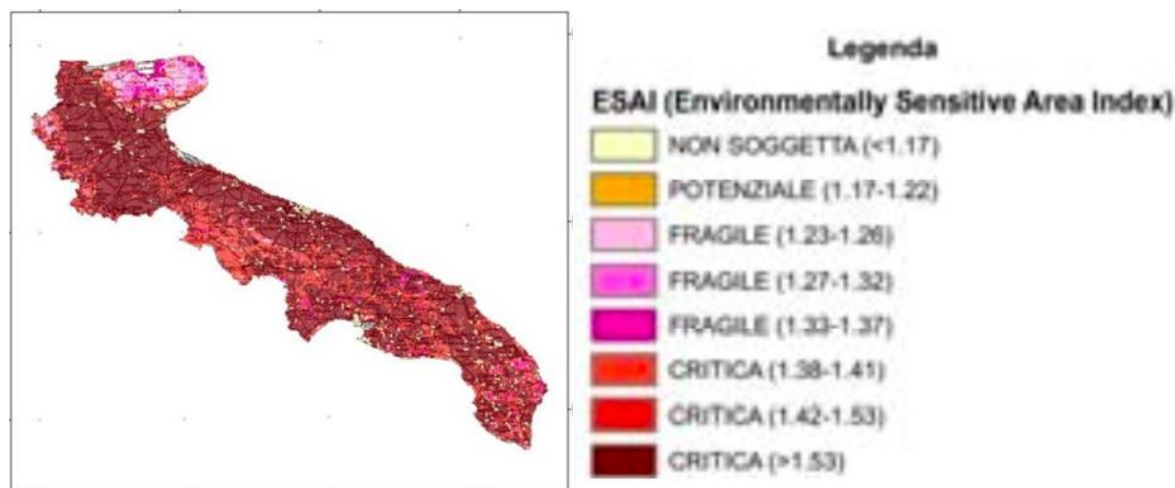 Legenda
ESAI (Environmentally Sensitive Area Index)
NON SOGGETTA (<1.17)
POTENZIALE (1.17-1.22)
FRAGILE (1.23-1.26)
FRAGILE (1.27-1.32)
FRAGILE (1.33-1.37)
CRITICA (1.38-1.41)
CRITICA (1.42-1.53)
CRITICA (>1.53)